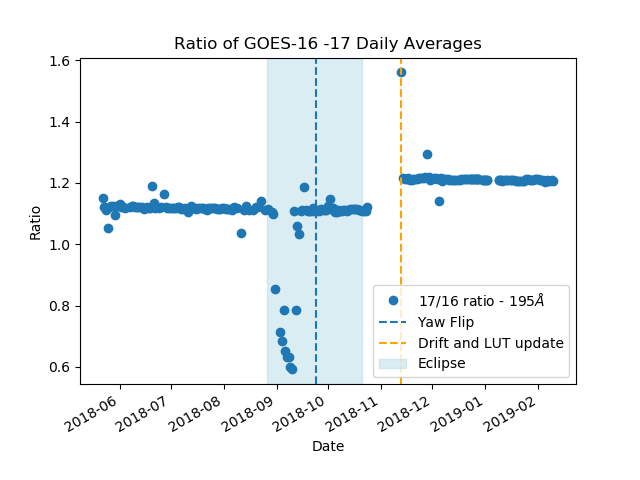 Ratio of GOES-16 -17 Daily Averages
1.6
1.4
1.2
1.0
0.8
0.6
Ratio
17/16 ratio - 195Å
Yaw Flip
Drift and LUT update
Eclipse
2018-06
2018-07
2018-08
2018-09
2018-10
2018-11
2018-12
2019-01
2019-02
Date